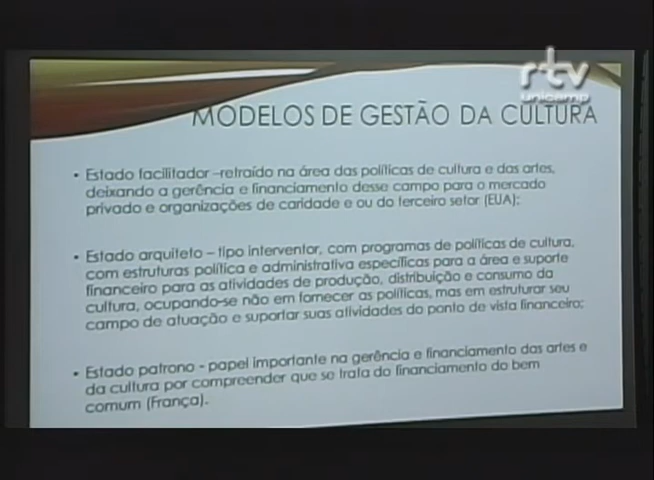 rtv
unicamp
MODELOS DE GESTÃO DA CULTURA
• Estado facilitador –retraído na área das políticas de cultura e das artes,
deixando a gerência e financiamento desse campo para o mercado
privado e organizações de caridade e ou do terceiro setor (EUA);
• Estado arquiteto – tipo interventor, com programas de políticas de cultura,
com estruturas política e administrativa específicas para a área e suporte
financeiro para as atividades de produção, distribuição e consumo da
cultura, ocupando-se não em fornecer as políticas, mas em estruturar seu
campo de atuação e suportar suas atividades do ponto de vista financeiro;
• Estado patrono - papel importante na gerência e financiamento das artes e
da cultura por compreender que se trata do financiamento do bem
comum (França).